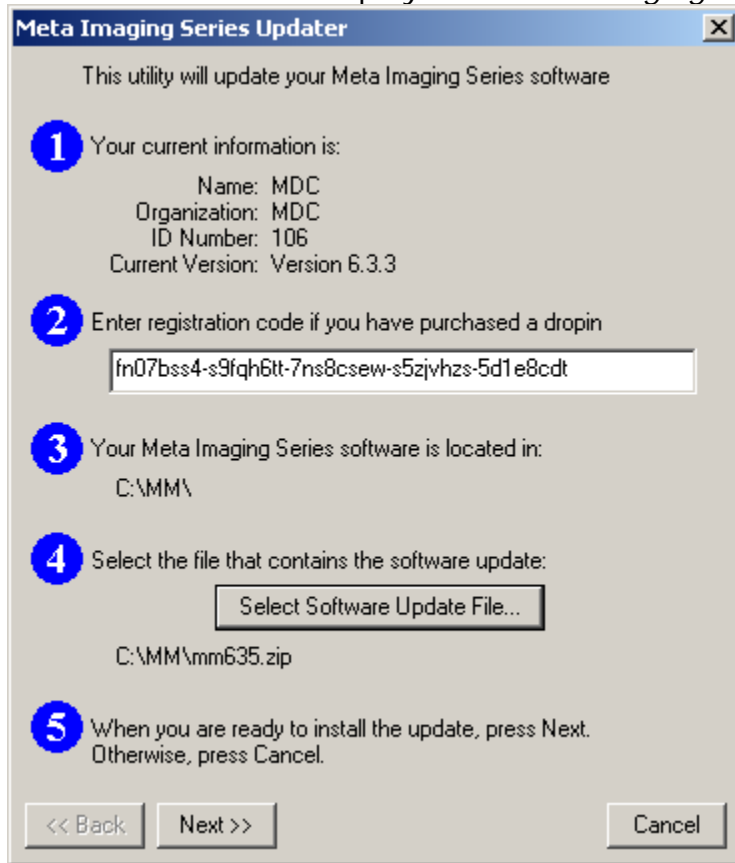 Meta Imaging Series Updater
This utility will update your Meta Imaging Series software
1 Your current information is:
Name: MDC
Organization: MDC
ID Number: 106
Current Version: Version 6.3.3
2 Enter registration code if you have purchased a dropin
fn07bss4-s9fqh6tt-7ns8csew-s5zjvhzs-5d1e8cdt
3 Your Meta Imaging Series software is located in:
C:\MM\
4 Select the file that contains the software update:
Select Software Update File...
C:\MM\mm635.zip
5 When you are ready to install the update, press Next.
Otherwise, press Cancel.
<< Back Next >> Cancel